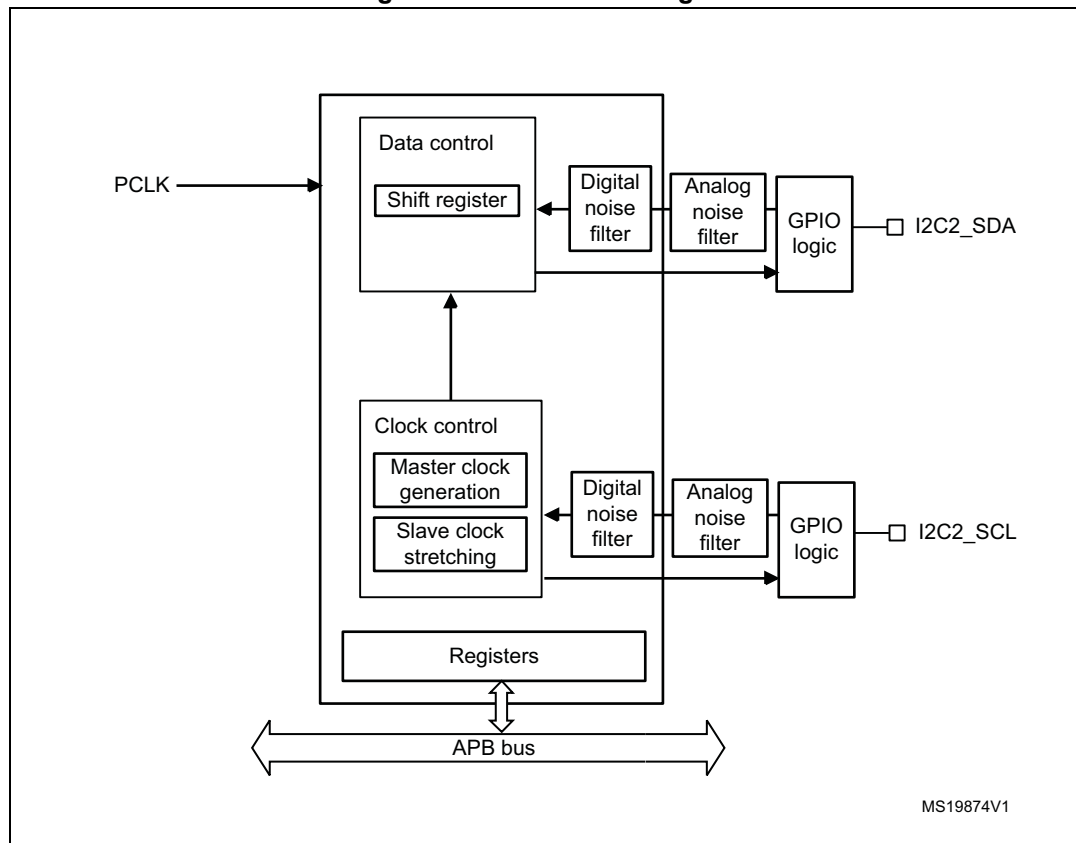 Data control
PCLK
Shift register
Digital
noise
filter
Analog
noise
filter
GPIO
logic
I2C2_SDA
Clock control
Master clock
generation
Slave clock
stretching
Digital
noise
filter
Analog
noise
filter
GPIO
logic
I2C2_SCL
Registers
APB bus
MS19874V1